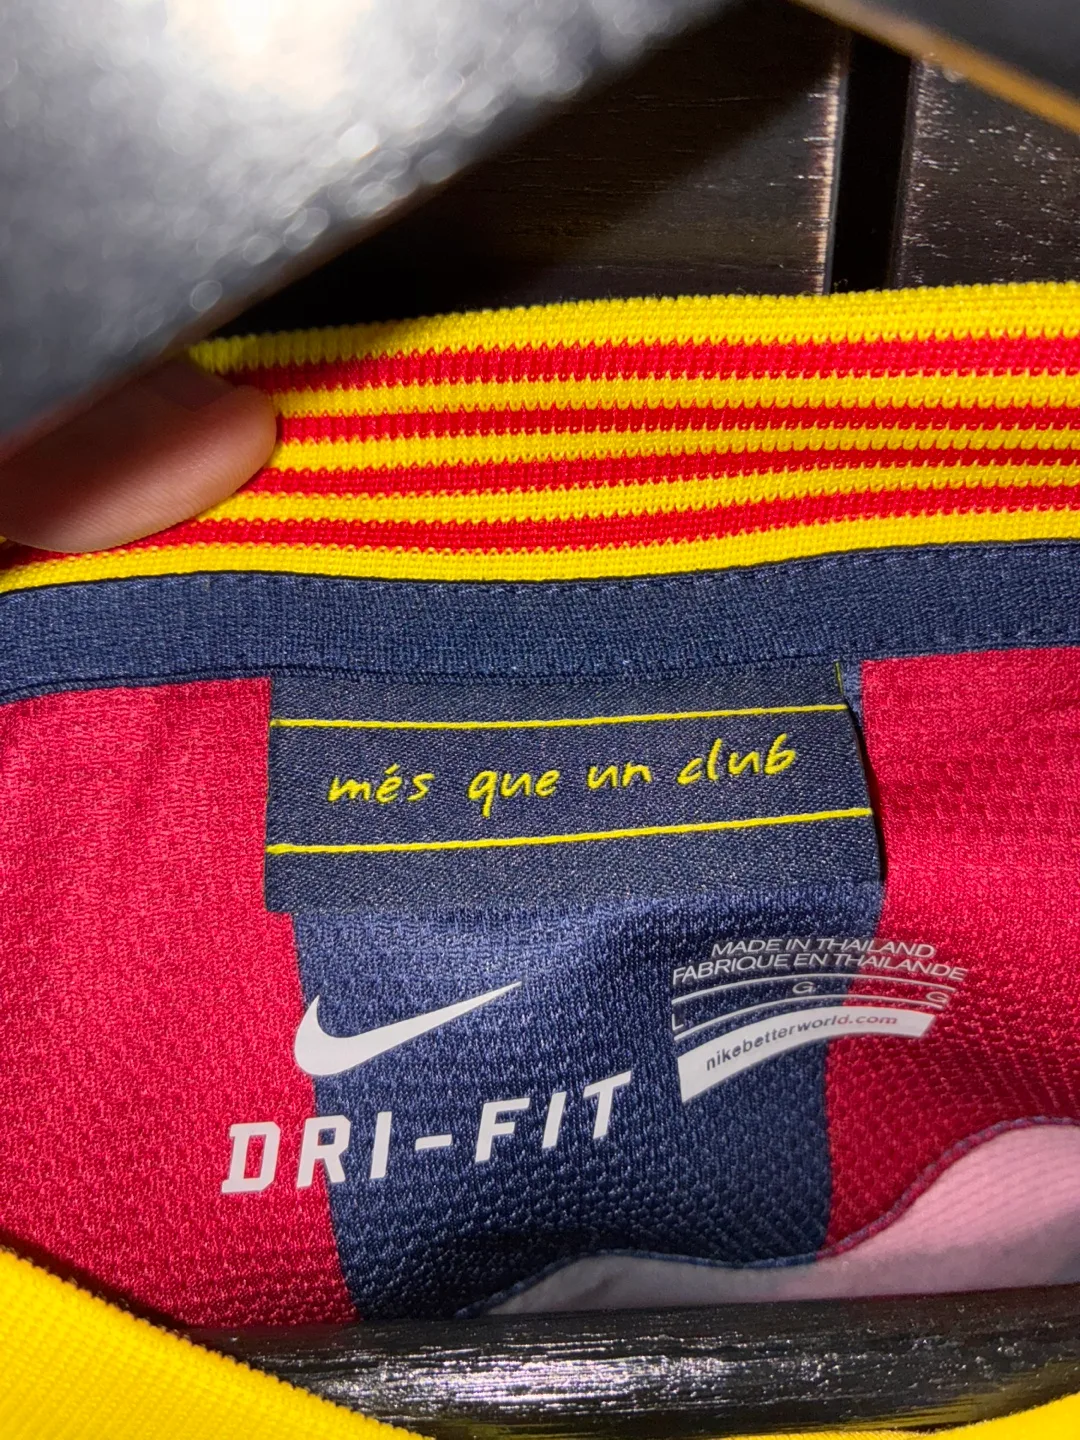 més que un club
MADE IN THAILAND
FABRIQUE EN THAILANDE
L G G
nikebetterworld.com
DRI-FIT